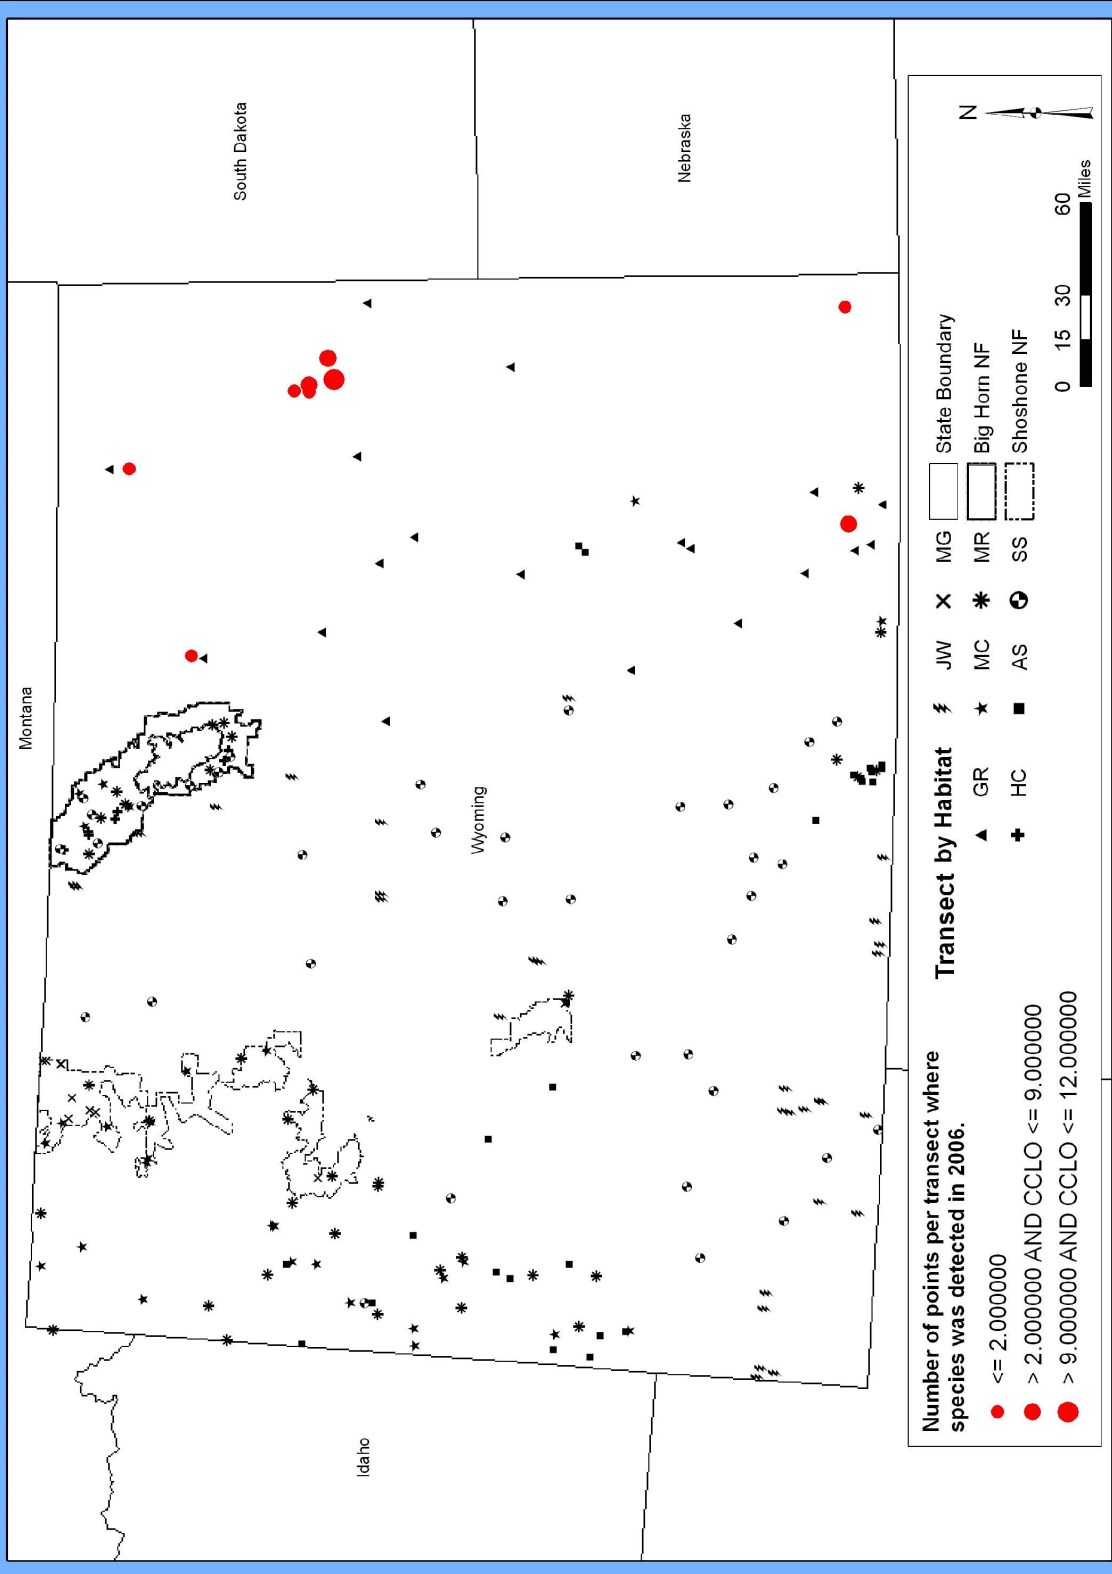 Montana
South Dakota
Wyoming
Nebraska
Idaho
Number of points per transect where
species was detected in 2006.
<= 2.000000
> 2.000000 AND CCLO <= 9.000000
> 9.000000 AND CCLO <= 12.000000
Transect by Habitat
GR
HC
JW
MC
AS
MG
MR
SS
State Boundary
Big Horn NF
Shoshone NF
N
0 15 30 60
Miles